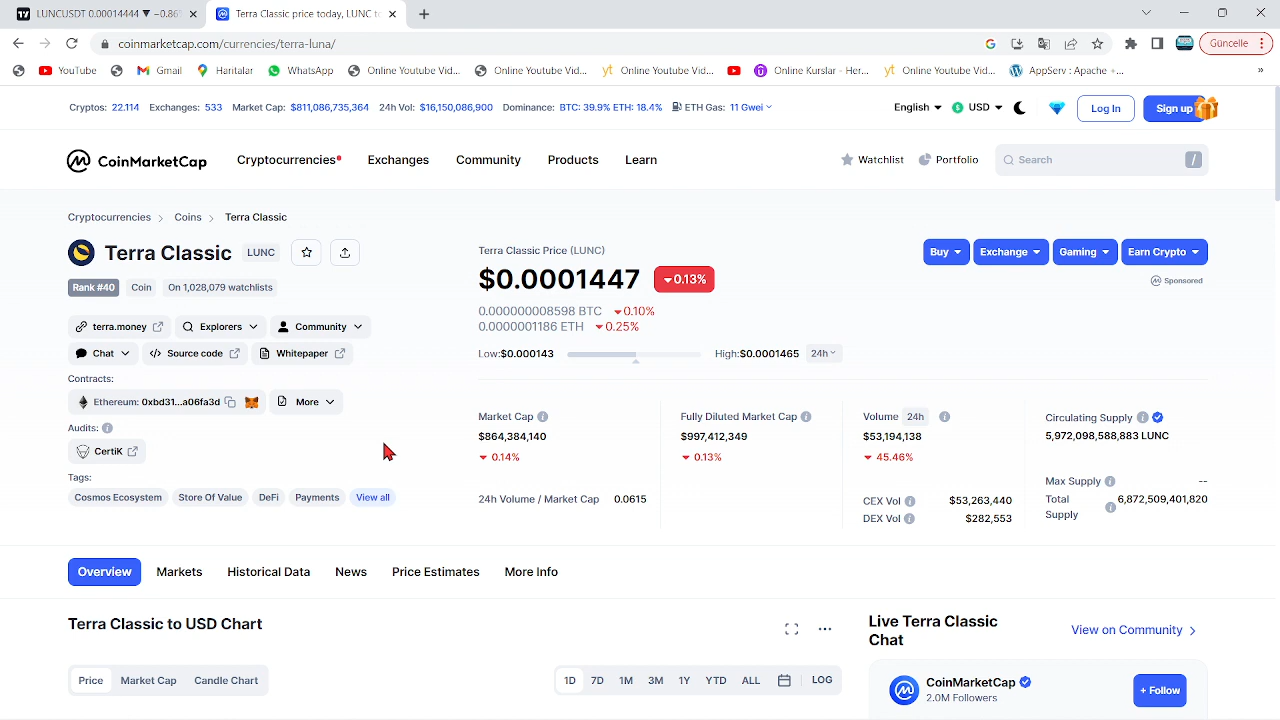 LUNCUSDT 0.00014444 ▼ −0.86
Terra Classic price today, LUNC to
coinmarketcap.com/currencies/terra-luna/
Güncelle
YouTube
Gmail
Haritalar
WhatsApp
Online Youtube Vid...
Online Youtube Vid...
Online Youtube Vid...
Online Kurslar - Her...
Online Youtube Vid...
AppServ : Apache +...
»
Cryptos: 22.114 Exchanges: 533 Market Cap: $811,086,735,364 24h Vol: $16,150,086,900 Dominance: BTC: 39.9% ETH: 18.4% ETH Gas: 11 Gwei
English USD Log In Sign up
CoinMarketCap Cryptocurrencies Exchanges Community Products Learn
Watchlist Portfolio Search /
Cryptocurrencies > Coins > Terra Classic
Terra Classic LUNC
Rank #40 Coin On 1,028,079 watchlists
terra.money Explorers Community
Chat Source code Whitepaper
Contracts:
Ethereum: 0xbd31...a06fa3d More
Audits:
CertiK
Tags:
Cosmos Ecosystem Store Of Value DeFi Payments View all
Terra Classic Price (LUNC)
$0.0001447 0.13%
0.000000008598 BTC 0.10%
0.0000001186 ETH 0.25%
Low:$0.000143 High:$0.0001465 24h
Buy Exchange Gaming Earn Crypto
Sponsored
Market Cap
$864,384,140
0.14%
24h Volume / Market Cap 0.0615
Fully Diluted Market Cap
$997,412,349
0.13%
Volume 24h
$53,194,138
45.46%
CEX Vol $53,263,440
DEX Vol $282,553
Circulating Supply
5,972,098,588,883 LUNC
Max Supply --
Total Supply 6,872,509,401,820
Overview Markets Historical Data News Price Estimates More Info
Terra Classic to USD Chart
Price Market Cap Candle Chart
1D 7D 1M 3M 1Y YTD ALL LOG
Live Terra Classic
Chat
View on Community >
CoinMarketCap
2.0M Followers
+ Follow